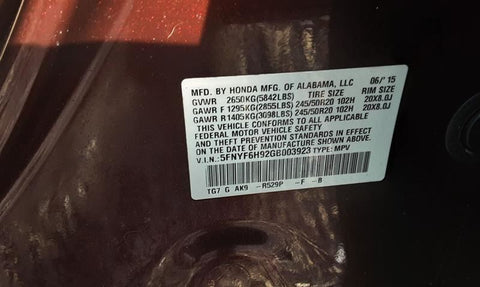 MFD. BY HONDA MFG. OF ALABAMA, LLC 06/'15
GVWR 2650KG(5842LBS) TIRE SIZE RIM SIZE
GAWR F 1295KG(2855LBS) 245/50R20 102H 20X8.0J
GAWR R 1405KG(3098LBS) 245/50R20 102H 20X8.0J
THIS VEHICLE CONFORMS TO ALL APPLICABLE
FEDERAL MOTOR VEHICLE SAFETY
STANDARDS AND THEFT PREVENTION STANDARD IN EFFECT ON THE
DATE OF MANUFACTURE SHOWN ABOVE.
V.I.N.: 5FNYF6H92GB003923 TYPE: MPV
TG7 G AK9 -R529P -F -B